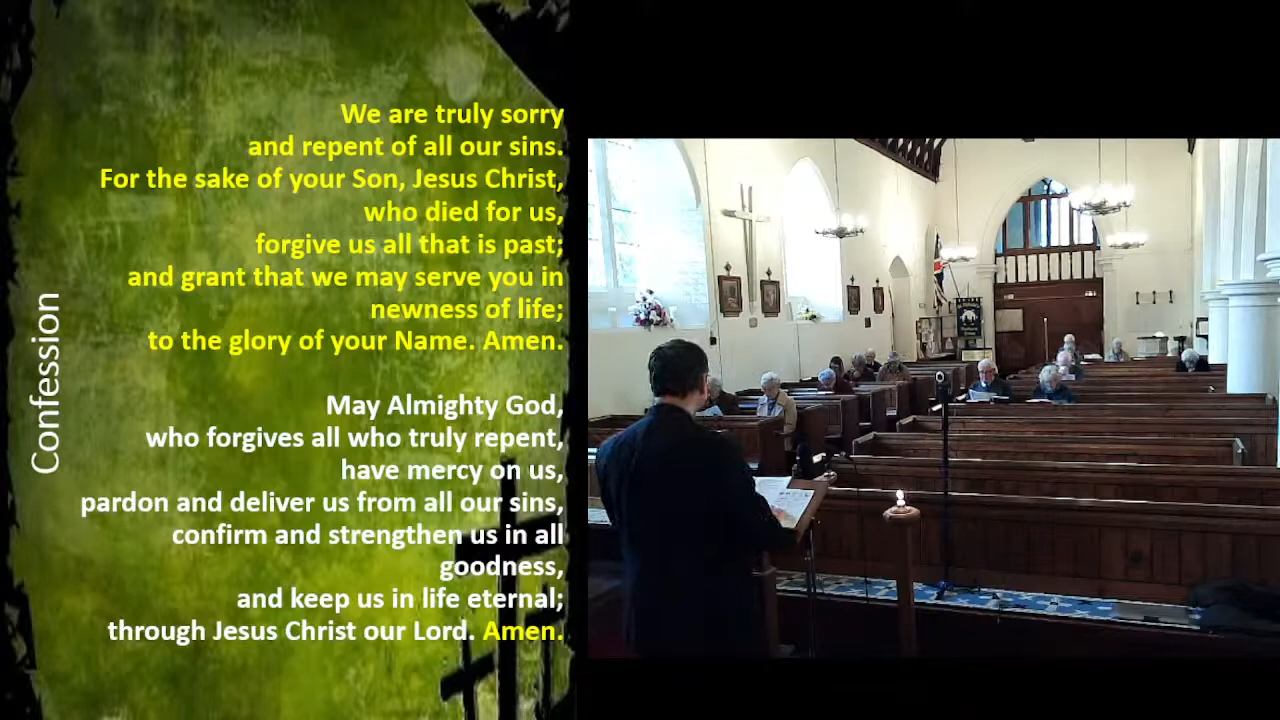 Confession
We are truly sorry
and repent of all our sins.
For the sake of your Son, Jesus Christ,
who died for us,
forgive us all that is past;
and grant that we may serve you in
newness of life;
to the glory of your Name. Amen.
May Almighty God,
who forgives all who truly repent,
have mercy on us,
pardon and deliver us from all our sins,
confirm and strengthen us in all
goodness,
and keep us in life eternal;
through Jesus Christ our Lord. Amen.